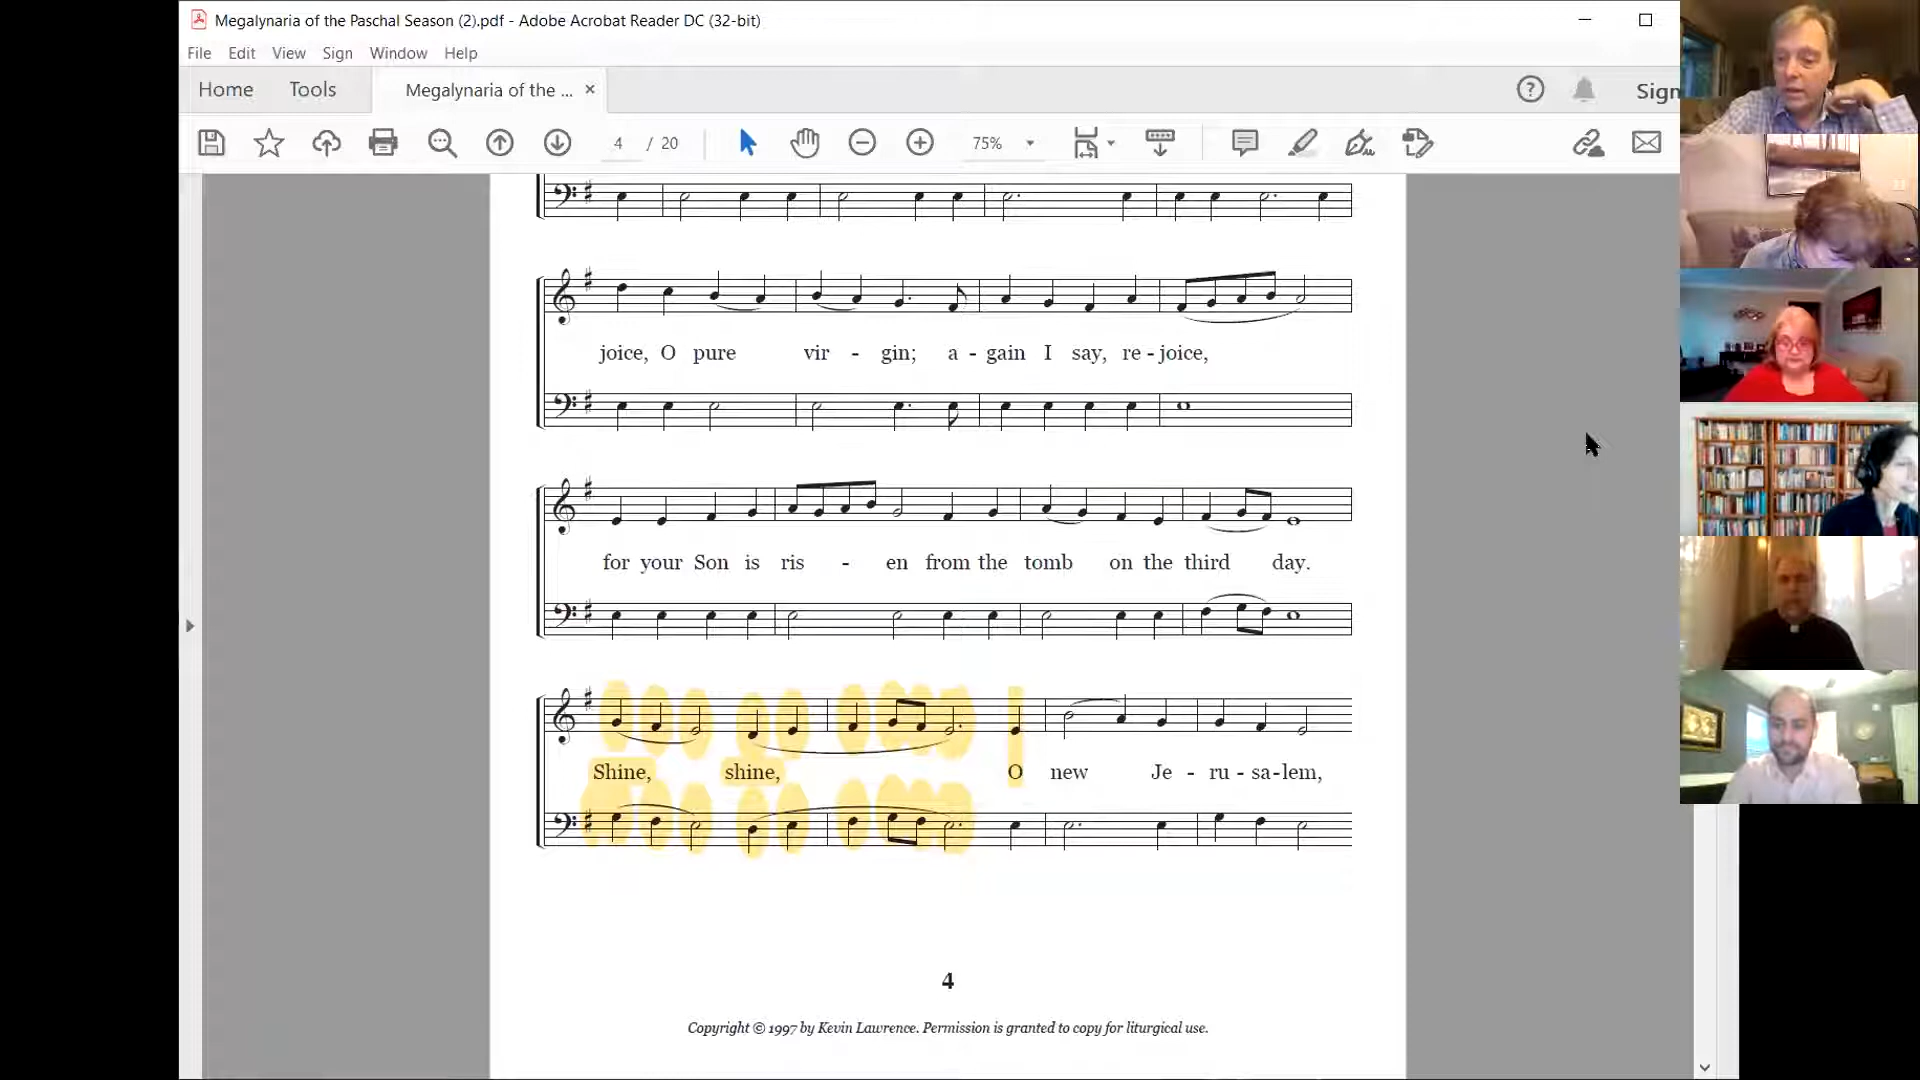 Megalynaria of the Paschal Season (2).pdf - Adobe Acrobat Reader DC (32-bit)
File Edit View Sign Window Help
Home Tools Megalynaria of the ... × Sign
4 / 20 75%
joice, O pure vir - gin; a - gain I say, re - joice,
for your Son is ris - en from the tomb on the third day.
Shine, shine, O new Je - ru - sa - lem,
4
Copyright © 1997 by Kevin Lawrence. Permission is granted to copy for liturgical use.